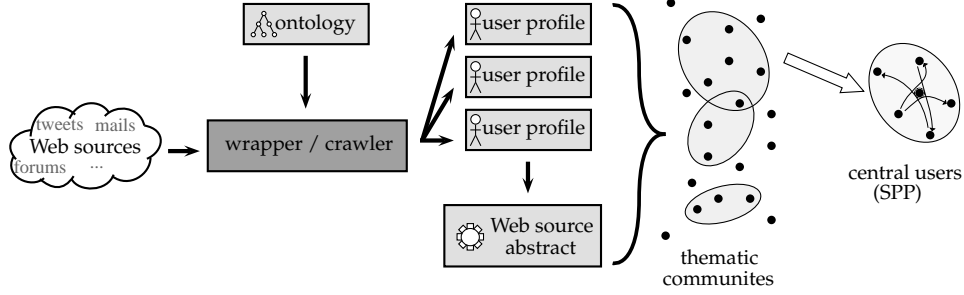 ontology
user profile
user profile
user profile
tweets mails
Web sources
forums ...
wrapper / crawler
Web source
abstract
thematic
communites
central users
(SPP)